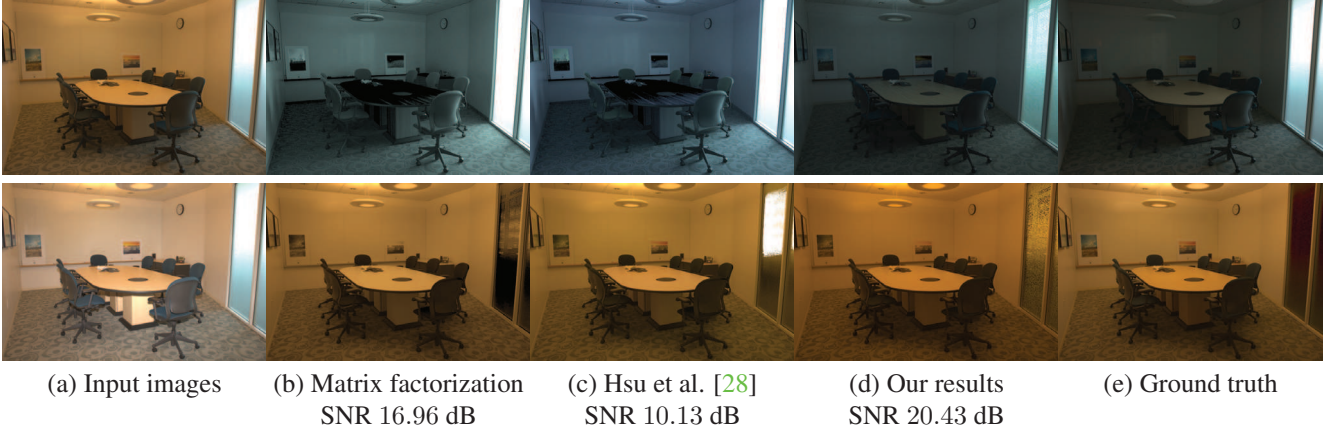 (a) Input images
(b) Matrix factorization
SNR 16.96 dB
(c) Hsu et al. [28]
SNR 10.13 dB
(d) Our results
SNR 20.43 dB
(e) Ground truth